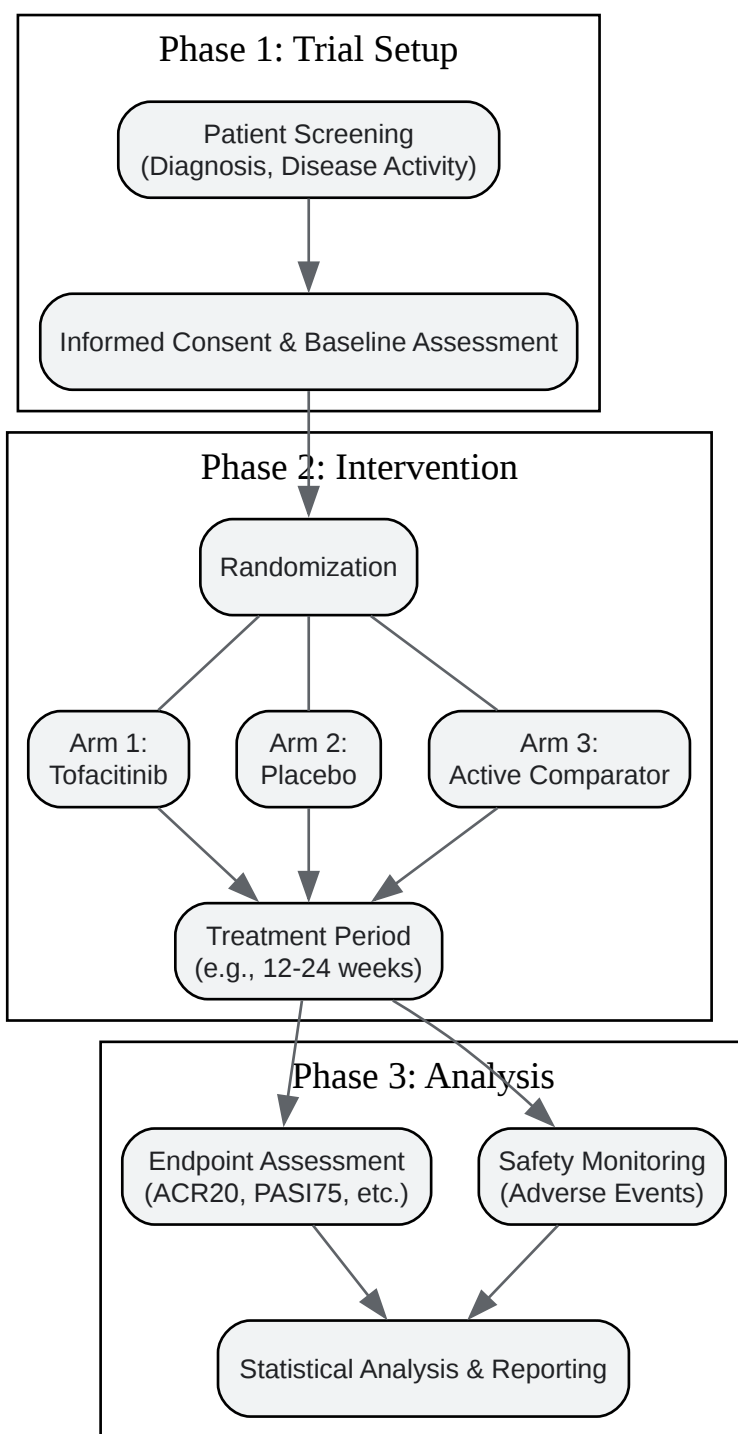 Phase 1: Trial Setup
Patient Screening
(Diagnosis, Disease Activity)
Informed Consent & Baseline Assessment
Phase 2: Intervention
Randomization
Arm 1:
Tofacitinib
Arm 2:
Placebo
Arm 3:
Active Comparator
Treatment Period
(e.g., 12-24 weeks)
Phase 3: Analysis
Endpoint Assessment
(ACR20, PASI75, etc.)
Safety Monitoring
(Adverse Events)
Statistical Analysis & Reporting